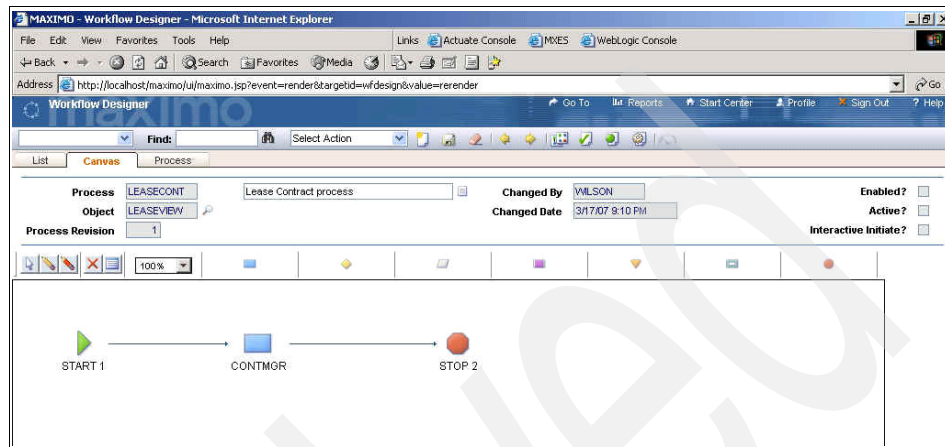 MAXIMO - Workflow Designer - Microsoft Internet Explorer
File Edit View Favorites Tools Help Links Actuate Console MXES WebLogic Console
Back Search Favorites Media
Address http://localhost/maximo/ui/maximo.jsp?event=render&targetid=wfdesign&value=rerender Go
Workflow Designer Go To Reports Start Center Profile Sign Out ? Help
maximo
Find: Select Action
List Canvas Process
Process LEASECONT Lease Contract process Changed By WILSON Enabled?
Object LEASEVIEW Changed Date 3/17/07 9:10 PM Active?
Process Revision 1 Interactive Initiate?
100%
START 1 CONTMGR STOP 2